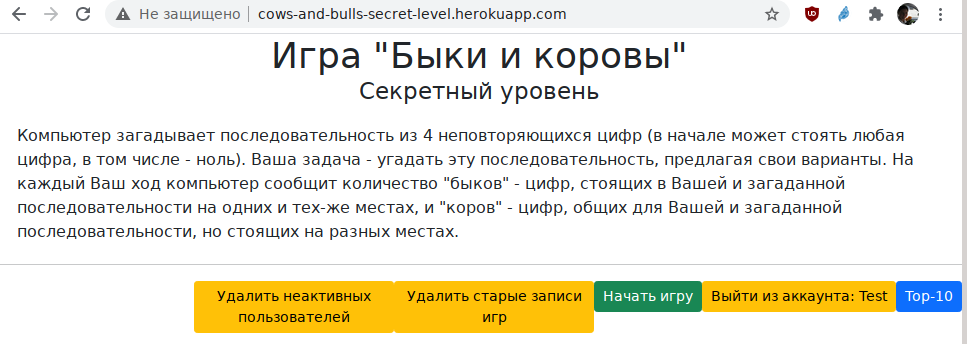 Не защищено | cows-and-bulls-secret-level.herokuapp.com
Игра "Быки и коровы"
Секретный уровень
Компьютер загадывает последовательность из 4 неповторяющихся цифр (в начале может стоять любая
цифра, в том числе - ноль). Ваша задача - угадать эту последовательность, предлагая свои варианты. На
каждый Ваш ход компьютер сообщит количество "быков" - цифр, стоящих в Вашей и загаданной
последовательности на одних и тех-же местах, и "коров" - цифр, общих для Вашей и загаданной
последовательности, но стоящих на разных местах.
Удалить неактивных
пользователей
Удалить старые записи
игр
Начать игру
Выйти из аккаунта: Test
Top-10